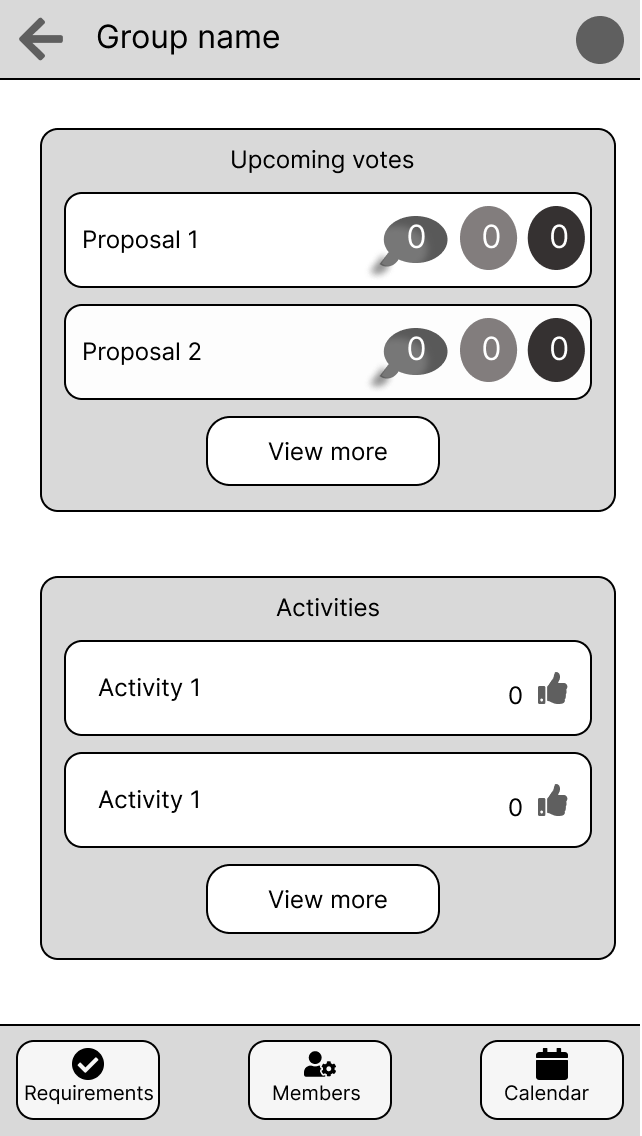 Group name
Upcoming votes
Proposal 1 0 0 0
Proposal 2 0 0 0
View more
Activities
Activity 1 0
Activity 1 0
View more
Requirements Members Calendar